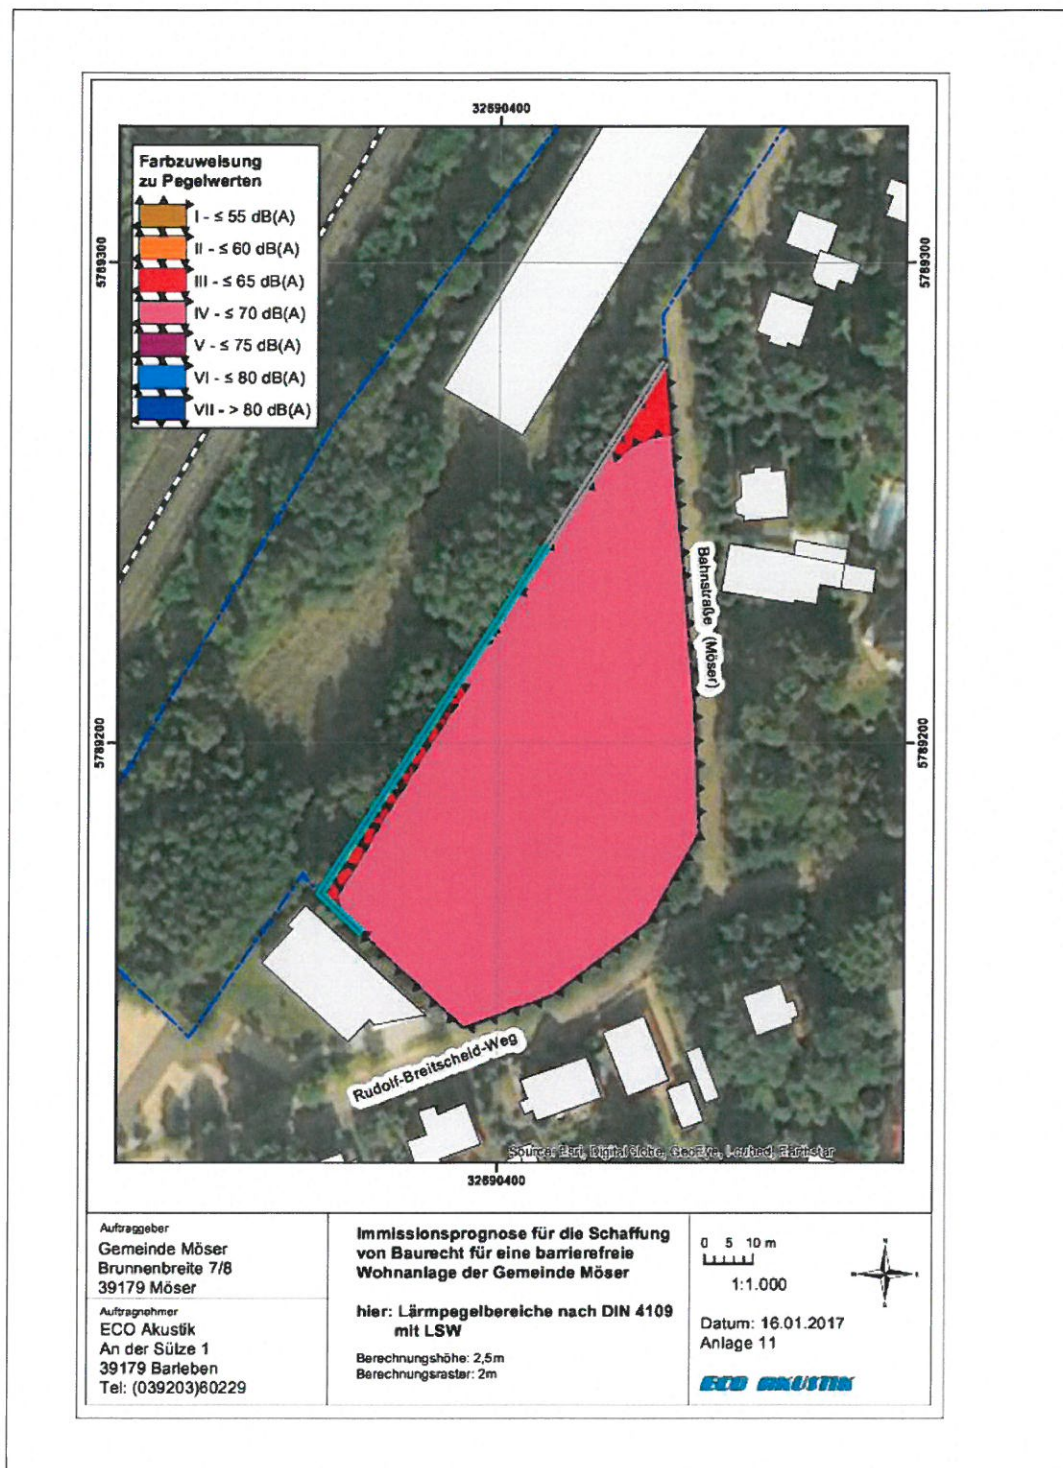 32690400
Farbzuweisung
zu Pegelwerten
I - ≤ 55 dB(A)
II - ≤ 60 dB(A)
III - ≤ 65 dB(A)
IV - ≤ 70 dB(A)
V - ≤ 75 dB(A)
VI - ≤ 80 dB(A)
VII - > 80 dB(A)
5789300
5789300
Bahnstraße (Möser)
5789200
5789200
Rudolf-Breitscheid-Weg
Source: Esri, DigitalGlobe, GeoEye, i-cubed, Earthstar
32690400
Auftraggeber
Gemeinde Möser
Brunnenbreite 7/8
39179 Möser
Auftragnehmer
ECO Akustik
An der Sülze 1
39179 Barleben
Tel: (039203)60229
Immissionsprognose für die Schaffung
von Baurecht für eine barrierefreie
Wohnanlage der Gemeinde Möser
hier: Lärmpegelbereiche nach DIN 4109
mit LSW
Berechnungshöhe: 2,5m
Berechnungsraster: 2m
0 5 10 m
1:1.000
Datum: 16.01.2017
Anlage 11
ECO AKUSTIK